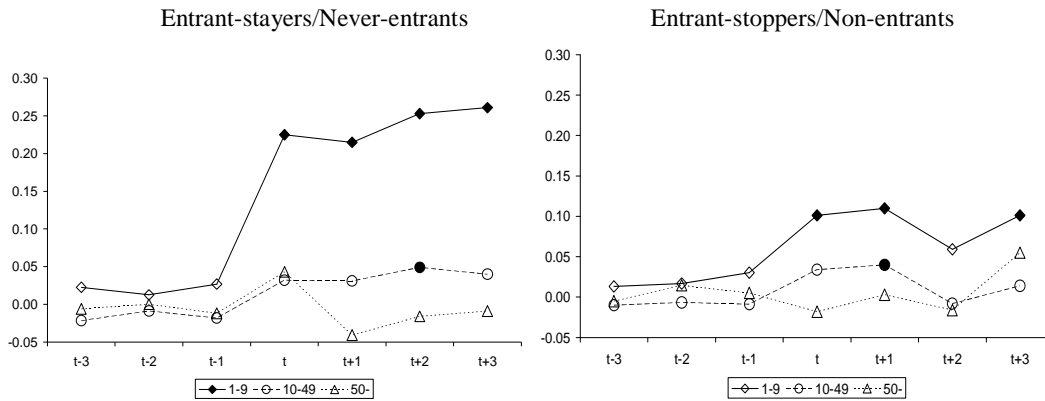 Entrant-stayers/Never-entrants
0.30
0.25
0.20
0.15
0.10
0.05
0.00
-0.05
t-3 t-2 t-1 t t+1 t+2 t+3
1-9 10-49 50-
Entrant-stoppers/Non-entrants
0.30
0.25
0.20
0.15
0.10
0.05
0.00
-0.05
t-3 t-2 t-1 t t+1 t+2 t+3
1-9 10-49 50-